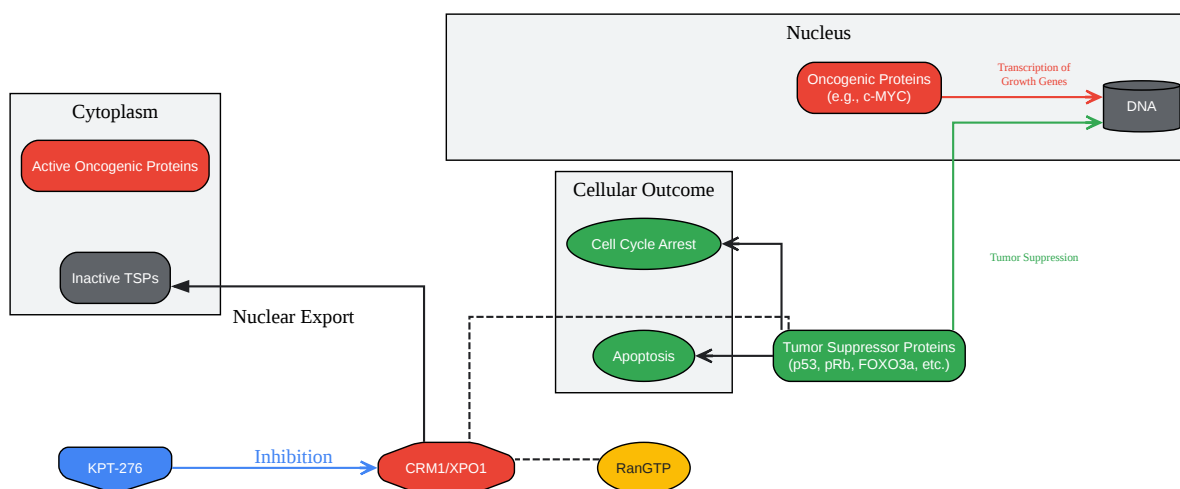 Nucleus
Oncogenic Proteins
(e.g., c-MYC)
Transcription of
Growth Genes
DNA
Cytoplasm
Active Oncogenic Proteins
Inactive TSPs
Nuclear Export
Cellular Outcome
Cell Cycle Arrest
Apoptosis
Tumor Suppression
Tumor Suppressor Proteins
(p53, pRb, FOXO3a, etc.)
KPT-276
Inhibition
CRM1/XPO1
RanGTP